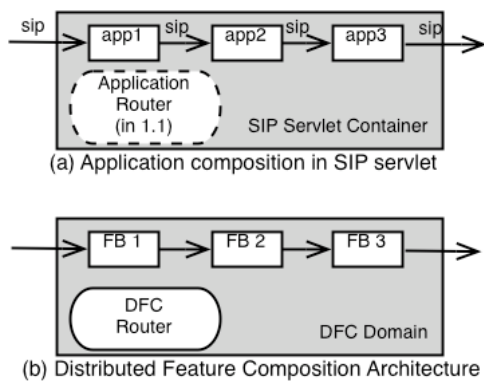 sip app1 sip app2 sip app3 sip
Application
Router
(in 1.1)
SIP Servlet Container
(a) Application composition in SIP servlet
FB 1 FB 2 FB 3
DFC
Router
DFC Domain
(b) Distributed Feature Composition Architecture